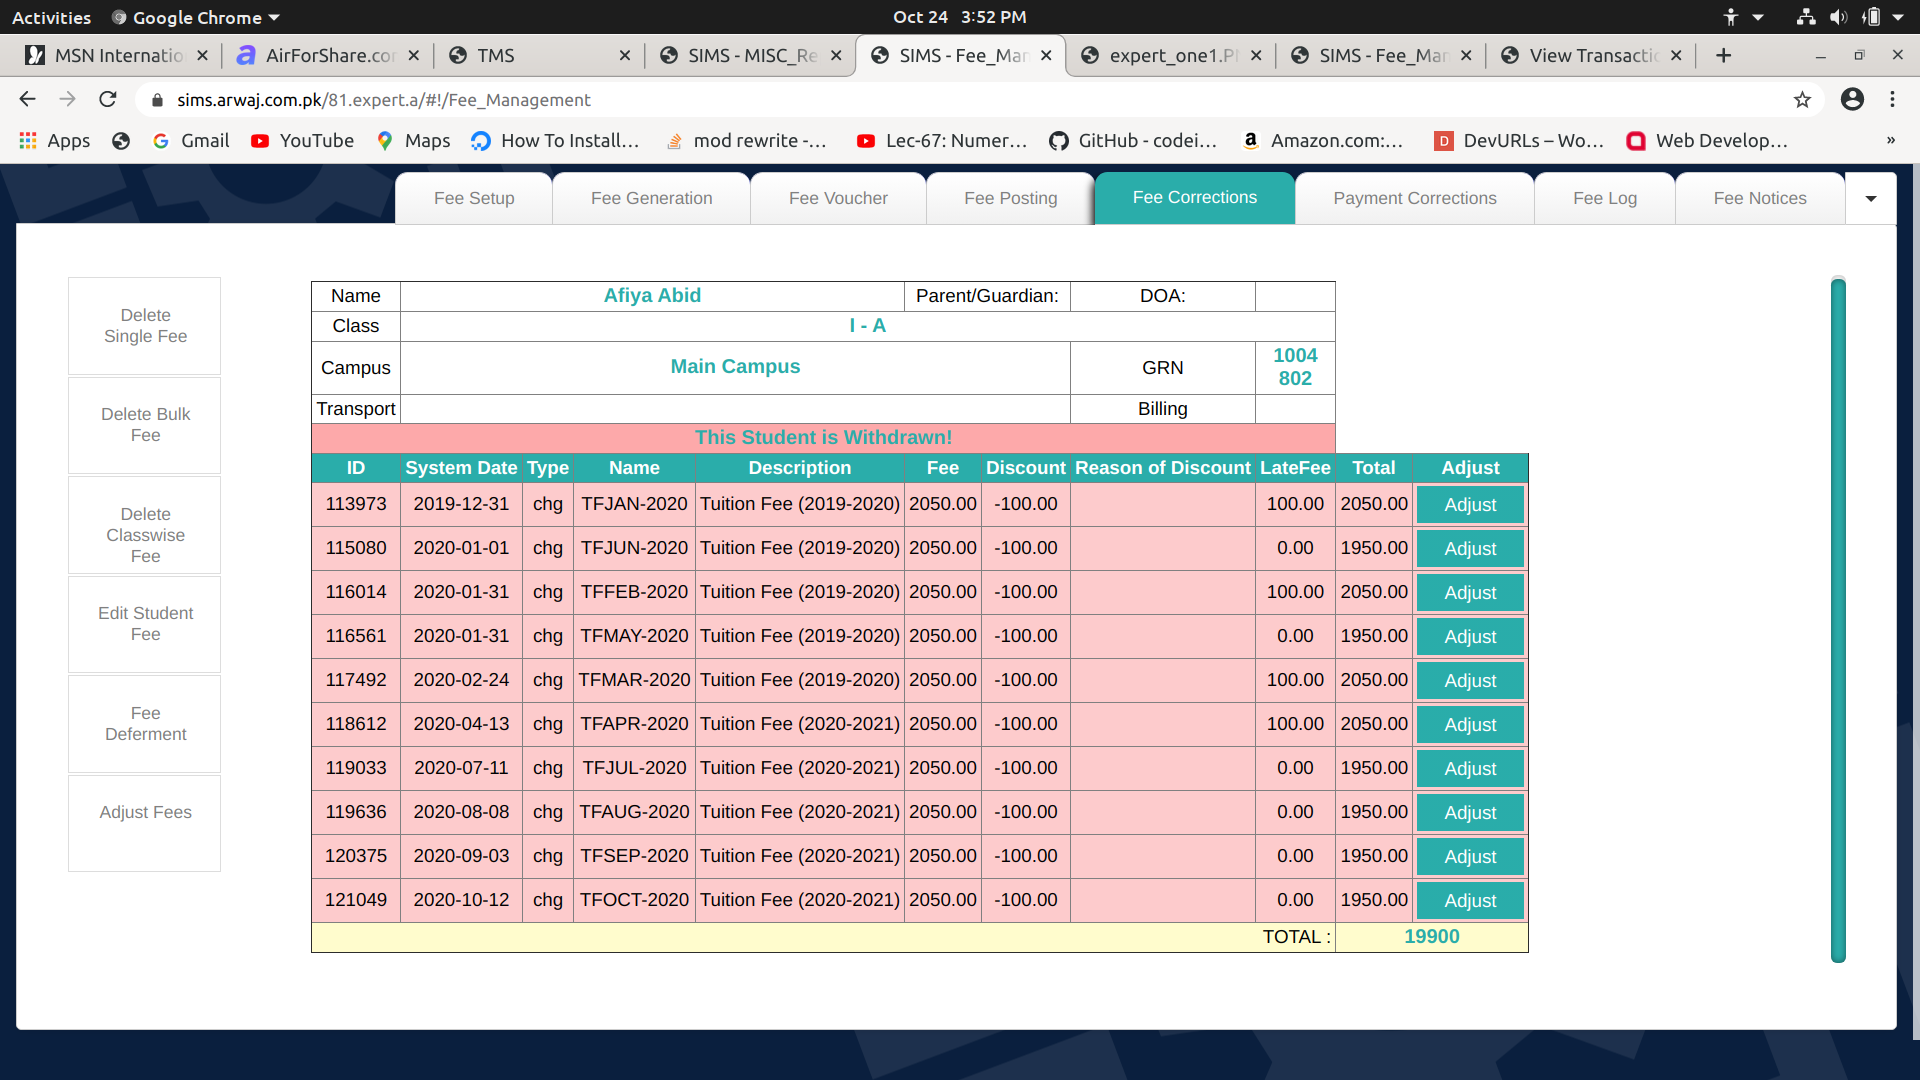 Activities Google Chrome Oct 24 3:52 PM
MSN Internatio AirForShare.co TMS SIMS - MISC_Re SIMS - Fee_Man expert_one1.P SIMS - Fee_Man View Transacti
sims.arwaj.com.pk/81.expert.a/#!/Fee_Management
Apps Gmail YouTube Maps How To Install... mod rewrite -... Lec-67: Numer... GitHub - codei... Amazon.com:... DevURLs – Wo... Web Develop... »
Fee Setup Fee Generation Fee Voucher Fee Posting Fee Corrections Payment Corrections Fee Log Fee Notices
Delete
Single Fee
Delete Bulk
Fee
Delete
Classwise
Fee
Edit Student
Fee
Fee
Deferment
Adjust Fees
Name Afiya Abid Parent/Guardian: DOA:
Class I - A
Campus Main Campus GRN 1004
802
Transport Billing
This Student is Withdrawn!
ID System Date Type Name Description Fee Discount Reason of Discount LateFee Total Adjust
113973 2019-12-31 chg TFJAN-2020 Tuition Fee (2019-2020) 2050.00 -100.00 100.00 2050.00 Adjust
115080 2020-01-01 chg TFJUN-2020 Tuition Fee (2019-2020) 2050.00 -100.00 0.00 1950.00 Adjust
116014 2020-01-31 chg TFFEB-2020 Tuition Fee (2019-2020) 2050.00 -100.00 100.00 2050.00 Adjust
116561 2020-01-31 chg TFMAY-2020 Tuition Fee (2019-2020) 2050.00 -100.00 0.00 1950.00 Adjust
117492 2020-02-24 chg TFMAR-2020 Tuition Fee (2019-2020) 2050.00 -100.00 100.00 2050.00 Adjust
118612 2020-04-13 chg TFAPR-2020 Tuition Fee (2020-2021) 2050.00 -100.00 100.00 2050.00 Adjust
119033 2020-07-11 chg TFJUL-2020 Tuition Fee (2020-2021) 2050.00 -100.00 0.00 1950.00 Adjust
119636 2020-08-08 chg TFAUG-2020 Tuition Fee (2020-2021) 2050.00 -100.00 0.00 1950.00 Adjust
120375 2020-09-03 chg TFSEP-2020 Tuition Fee (2020-2021) 2050.00 -100.00 0.00 1950.00 Adjust
121049 2020-10-12 chg TFOCT-2020 Tuition Fee (2020-2021) 2050.00 -100.00 0.00 1950.00 Adjust
TOTAL : 19900